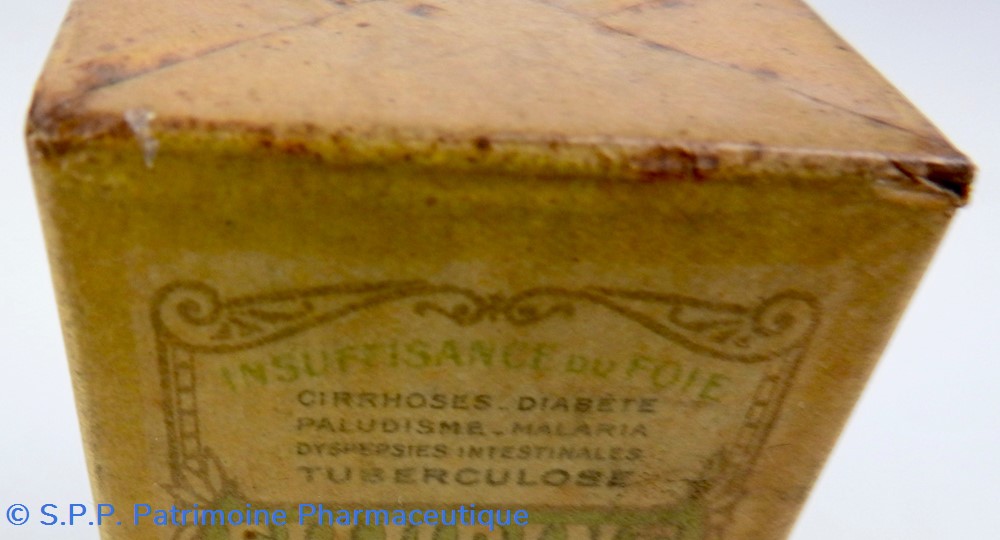 INSUFFISANCE DU FOIE
CIRRHOSES - DIABÈTE
PALUDISME - MALARIA
DYSPEPSIES INTESTINALES
TUBERCULOSE
© S.P.P. Patrimoine Pharmaceutique